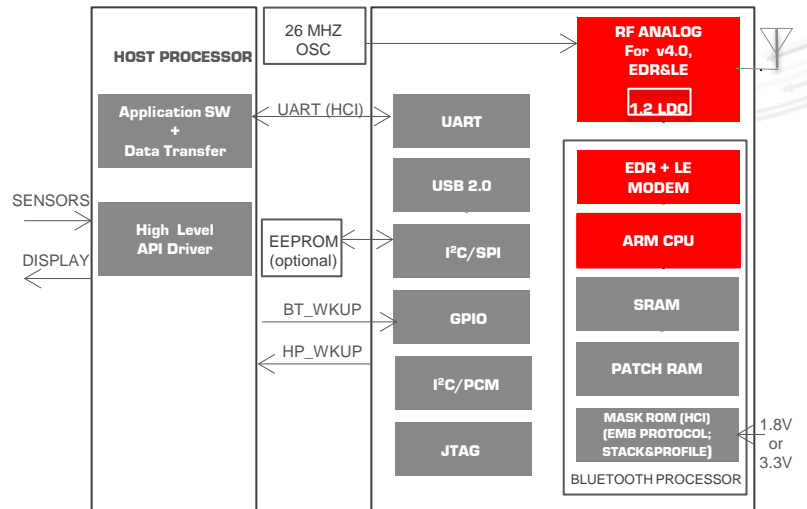 26 MHZ
OSC
RF ANALOG
For v4.0,
EDR&LE
1.2 LDO
HOST PROCESSOR
Application SW
+
Data Transfer
UART (HCI)
UART
EDR + LE
MODEM
USB 2.0
SENSORS
High Level
API Driver
EEPROM
(optional)
I²C/SPI
ARM CPU
DISPLAY
BT_WKUP
GPIO
SRAM
HP_WKUP
I²C/PCM
PATCH RAM
JTAG
MASK ROM (HCI)
(EMB PROTOCOL;
STACK&PROFILE)
1.8V
or
3.3V
BLUETOOTH PROCESSOR